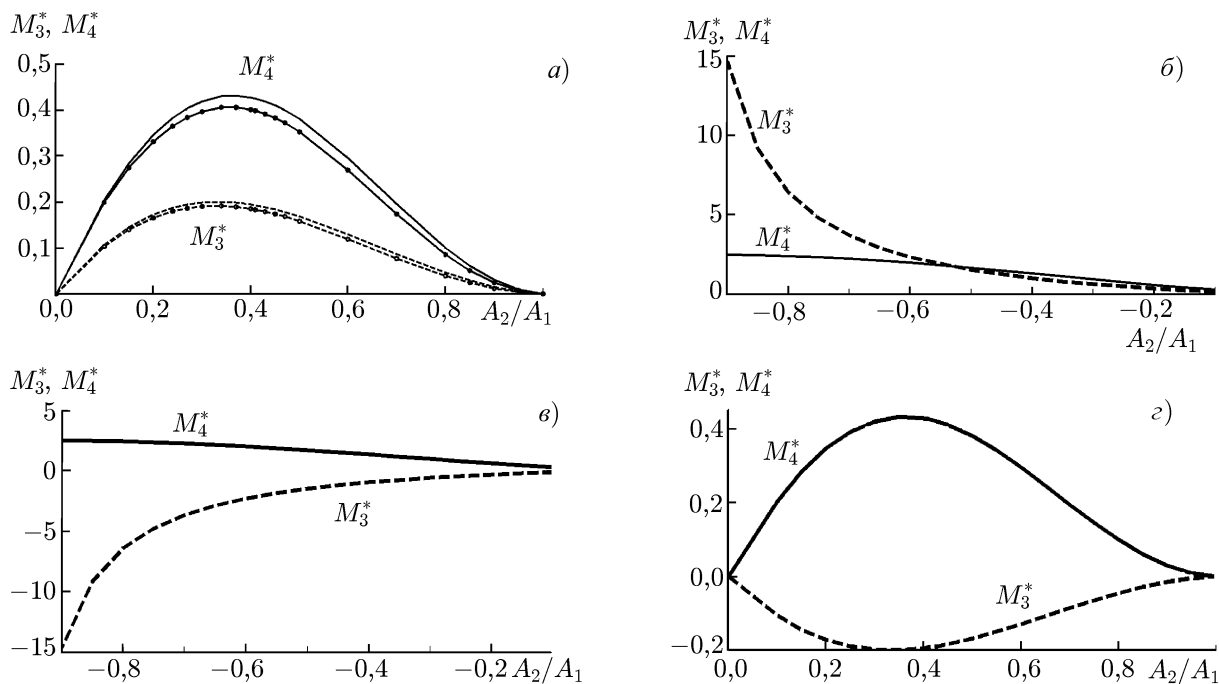 M₃*, M₄*
0,5
0,4
0,3
0,2
0,1
M₄*
M₃*
а)
0,0 0,2 0,4 0,6 0,8 A₂/A₁
M₃*, M₄*
15
10
5
0
M₃*
M₄*
б)
−0,8 −0,6 −0,4 −0,2
A₂/A₁
M₃*, M₄*
5
0
−5
−10
−15
M₄*
M₃*
в)
−0,8 −0,6 −0,4 −0,2 A₂/A₁
M₃*, M₄*
0,4
0,2
0,0
−0,2
M₄*
M₃*
г)
0,0 0,2 0,4 0,6 0,8 A₂/A₁